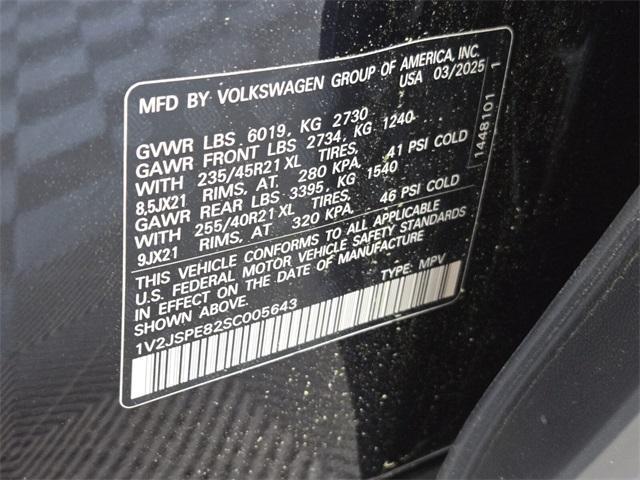 MFD BY VOLKSWAGEN GROUP OF AMERICA, INC.
USA 03/2025 1
GVWR LBS 6019, KG 2730
GAWR FRONT LBS 2734, KG 1240
WITH 235/45R21 XL TIRES, 41 PSI COLD
8,5JX21 RIMS, AT 280 KPA,
GAWR REAR LBS 3395, KG 1540
WITH 255/40R21 XL TIRES, 46 PSI COLD
9JX21 RIMS, AT 320 KPA,
THIS VEHICLE CONFORMS TO ALL APPLICABLE
U.S. FEDERAL MOTOR VEHICLE SAFETY STANDARDS
IN EFFECT ON THE DATE OF MANUFACTURE
SHOWN ABOVE. TYPE: MPV
1V2JSPE82SC005643
1448101